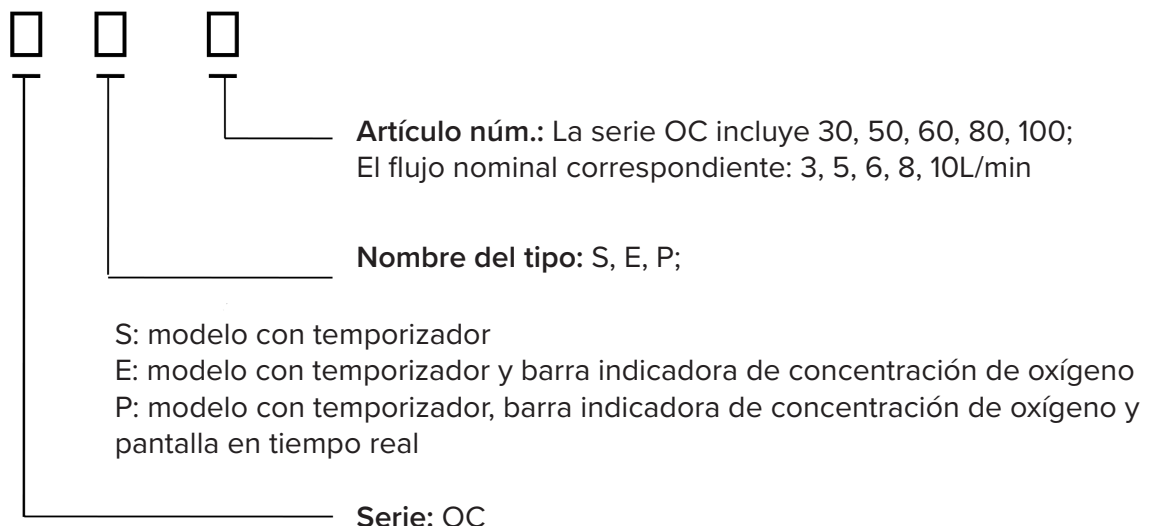 Artículo núm.: La serie OC incluye 30, 50, 60, 80, 100;
El flujo nominal correspondiente: 3, 5, 6, 8, 10L/min
Nombre del tipo: S, E, P;
S: modelo con temporizador
E: modelo con temporizador y barra indicadora de concentración de oxígeno
P: modelo con temporizador, barra indicadora de concentración de oxígeno y
pantalla en tiempo real
Serie: OC